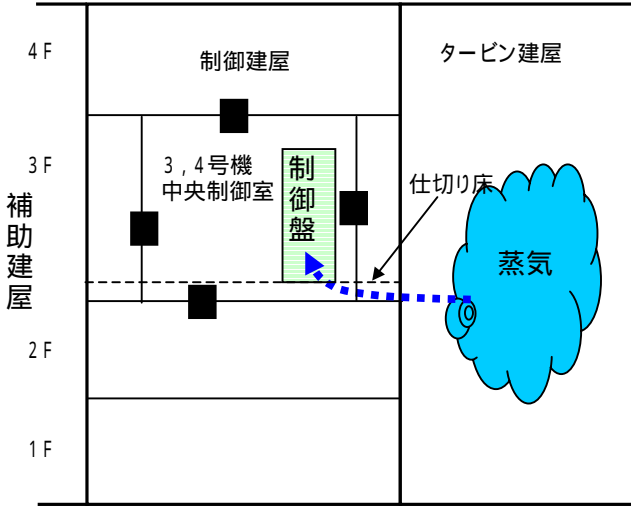 4F
制御建屋
タービン建屋
3F
3,4号機
中央制御室
制御盤
仕切り床
補助建屋
蒸気
2F
1F